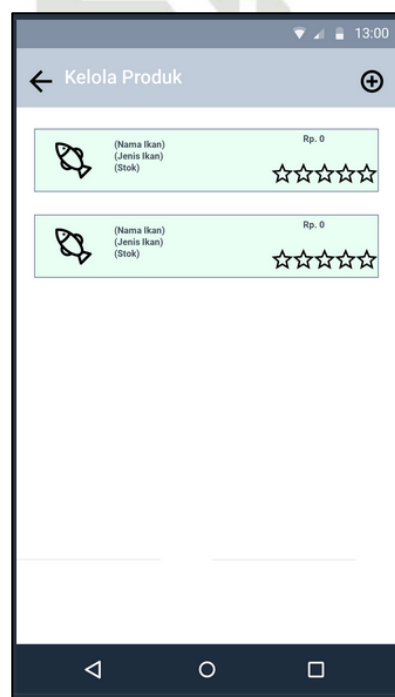 13:00
Kelola Produk
(Nama Ikan)
(Jenis Ikan)
(Stok)
Rp. 0
(Nama Ikan)
(Jenis Ikan)
(Stok)
Rp. 0